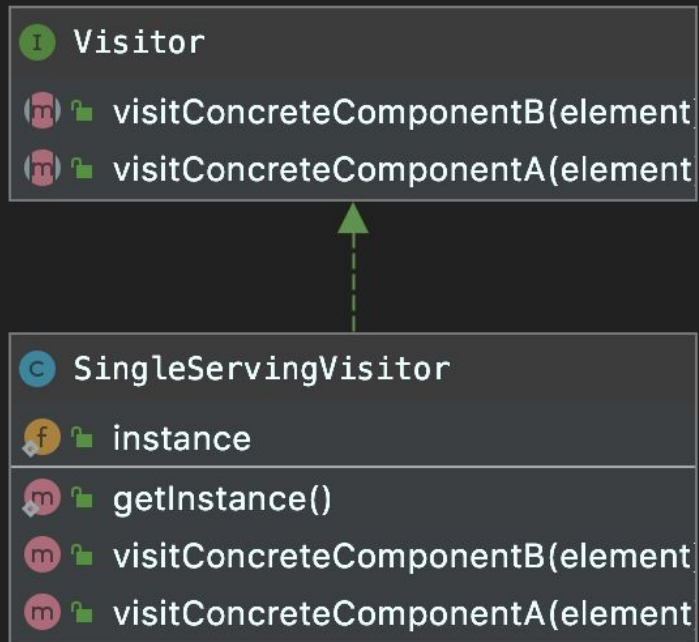 I Visitor
m visitConcreteComponentB(element
m visitConcreteComponentA(element
C SingleServingVisitor
f instance
m getInstance()
m visitConcreteComponentB(element
m visitConcreteComponentA(element